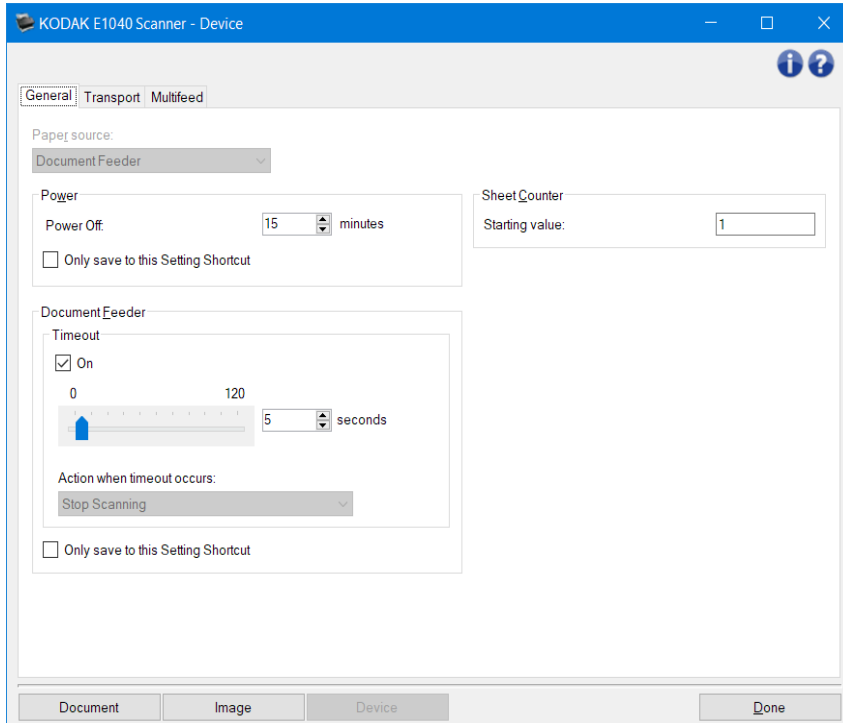 KODAK E1040 Scanner - Device
General Transport Multifeed
Paper source:
Document Feeder
Power
Power Off: 15 minutes
Only save to this Setting Shortcut
Sheet Counter
Starting value: 1
Document Feeder
Timeout
On
0 120
5 seconds
Action when timeout occurs:
Stop Scanning
Only save to this Setting Shortcut
Document Image Device Done